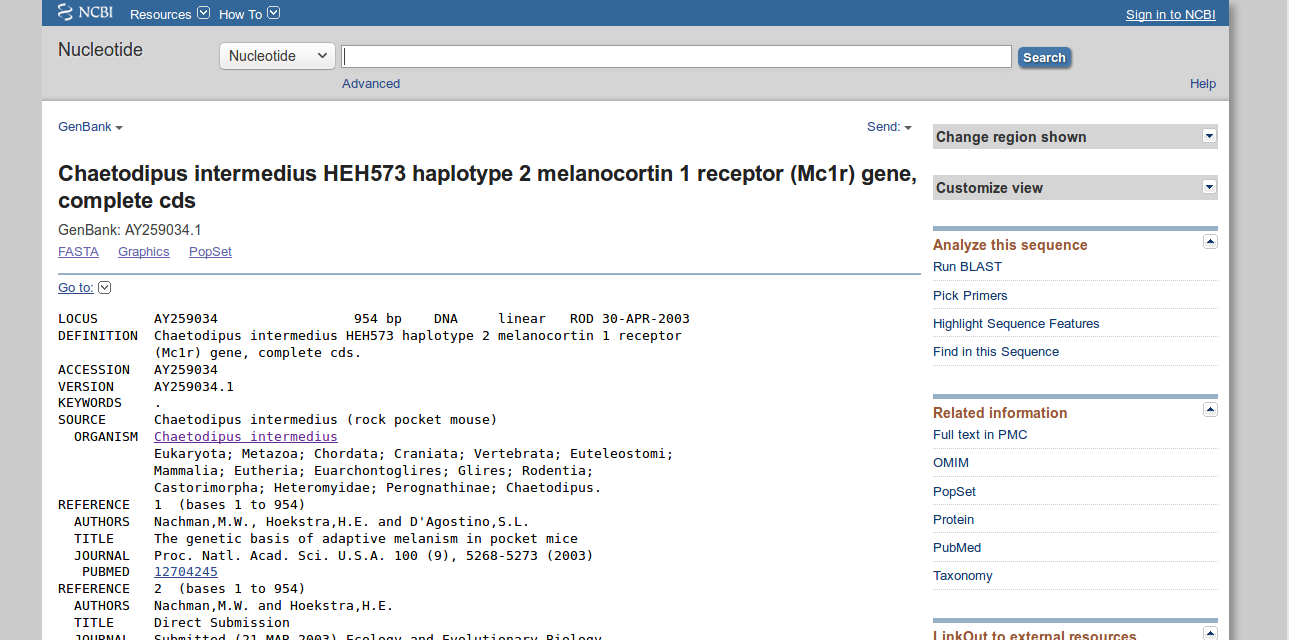 NCBI Resources How To Sign in to NCBI
Nucleotide
Nucleotide Search
Advanced Help
GenBank Send:
Chaetodipus intermedius HEH573 haplotype 2 melanocortin 1 receptor (Mc1r) gene,
complete cds
GenBank: AY259034.1
FASTA Graphics PopSet
Go to:
LOCUS AY259034 954 bp DNA linear ROD 30-APR-2003
DEFINITION Chaetodipus intermedius HEH573 haplotype 2 melanocortin 1 receptor
(Mc1r) gene, complete cds.
ACCESSION AY259034
VERSION AY259034.1
KEYWORDS .
SOURCE Chaetodipus intermedius (rock pocket mouse)
ORGANISM Chaetodipus intermedius
Eukaryota; Metazoa; Chordata; Craniata; Vertebrata; Euteleostomi;
Mammalia; Eutheria; Euarchontoglires; Glires; Rodentia;
Castorimorpha; Heteromyidae; Perognathinae; Chaetodipus.
REFERENCE 1 (bases 1 to 954)
AUTHORS Nachman,M.W., Hoekstra,H.E. and D'Agostino,S.L.
TITLE The genetic basis of adaptive melanism in pocket mice
JOURNAL Proc. Natl. Acad. Sci. U.S.A. 100 (9), 5268-5273 (2003)
PUBMED 12704245
REFERENCE 2 (bases 1 to 954)
AUTHORS Nachman,M.W. and Hoekstra,H.E.
TITLE Direct Submission
JOURNAL Submitted (21-MAR-2003) Ecology and Evolutionary Biology,
Change region shown
Customize view
Analyze this sequence
Run BLAST
Pick Primers
Highlight Sequence Features
Find in this Sequence
Related information
Full text in PMC
OMIM
PopSet
Protein
PubMed
Taxonomy
LinkOut to external resources